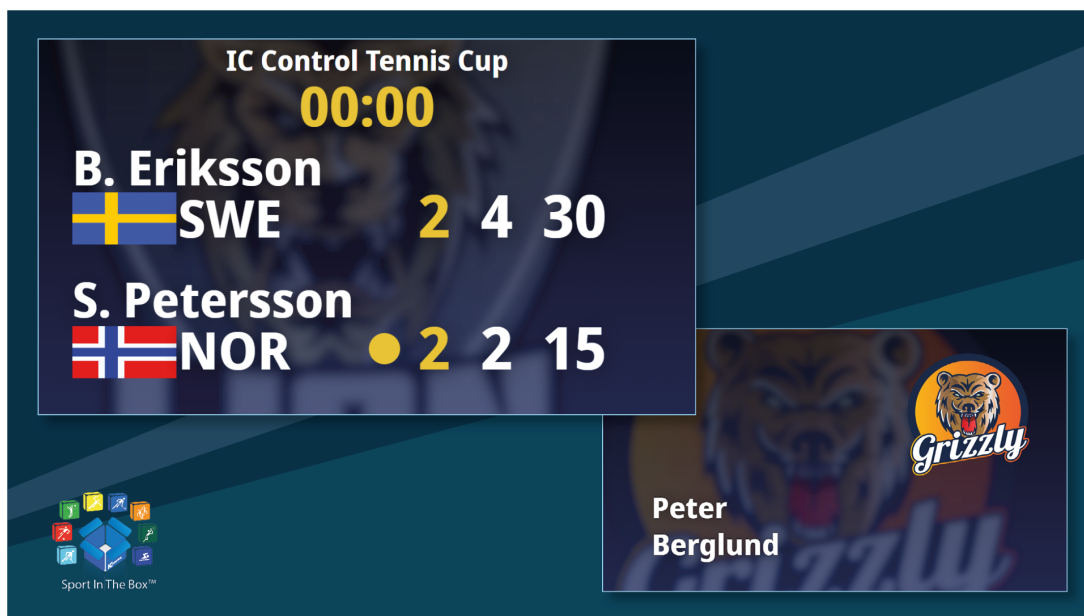 IC Control Tennis Cup
00:00
B. Eriksson
SWE 2 4 30
S. Petersson
NOR 2 2 15
Grizzly
Peter
Berglund
Sport In The Box™